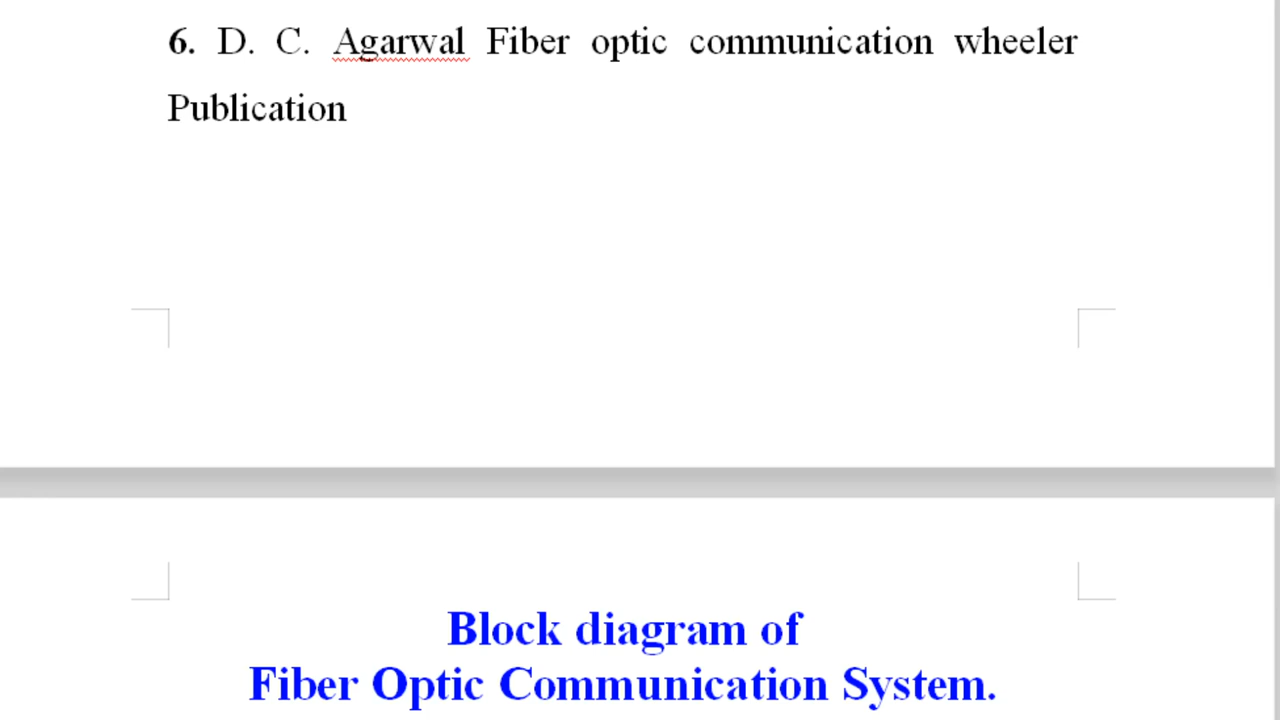 6. D. C. Agarwal Fiber optic communication wheeler
Publication
Block diagram of
Fiber Optic Communication System.